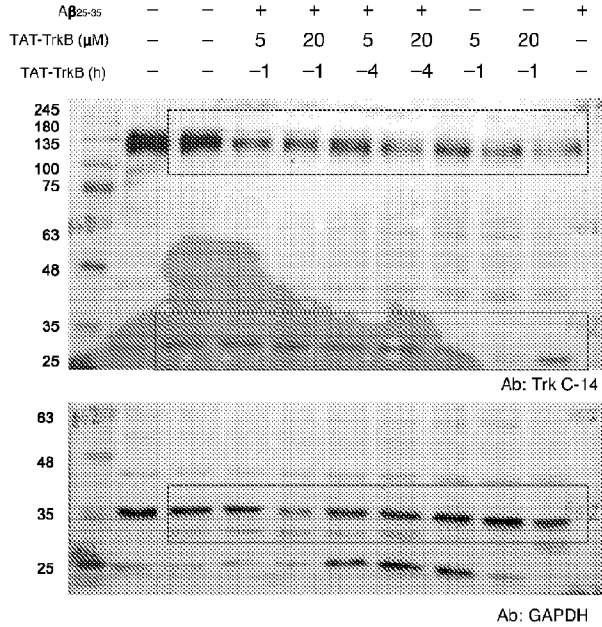 Aβ25-35 – – + + + + – – +
TAT-TrkB (μM) – – 5 20 5 20 5 20 –
TAT-TrkB (h) – – –1 –1 –4 –4 –1 –1 –
245
180
135
100
75
63
48
35
25
Ab: Trk C-14
63
48
35
25
Ab: GAPDH